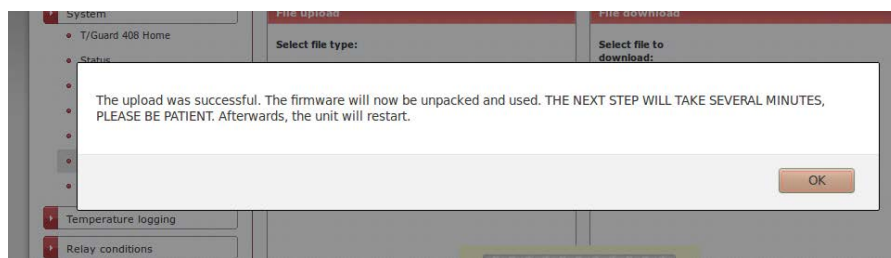 System
File upload
File download
T/Guard 408 Home
Select file type:
Select file to
download:
Status
The upload was successful. The firmware will now be unpacked and used. THE NEXT STEP WILL TAKE SEVERAL MINUTES,
PLEASE BE PATIENT. Afterwards, the unit will restart.
OK
Temperature logging
Relay conditions